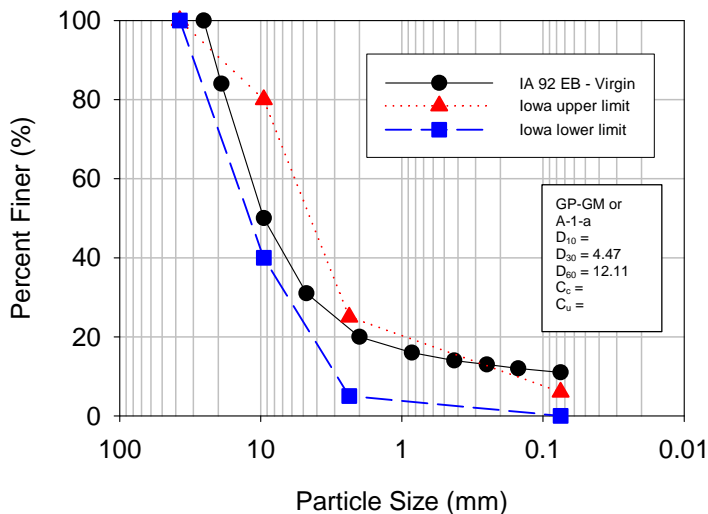 100
80
60
40
20
0
Percent Finer (%)
100
10
1
0.1
0.01
Particle Size (mm)
IA 92 EB - Virgin
Iowa upper limit
Iowa lower limit
GP-GM or
A-1-a
D₁₀ =
D₃₀ = 4.47
D₆₀ = 12.11
Cc =
Cu =